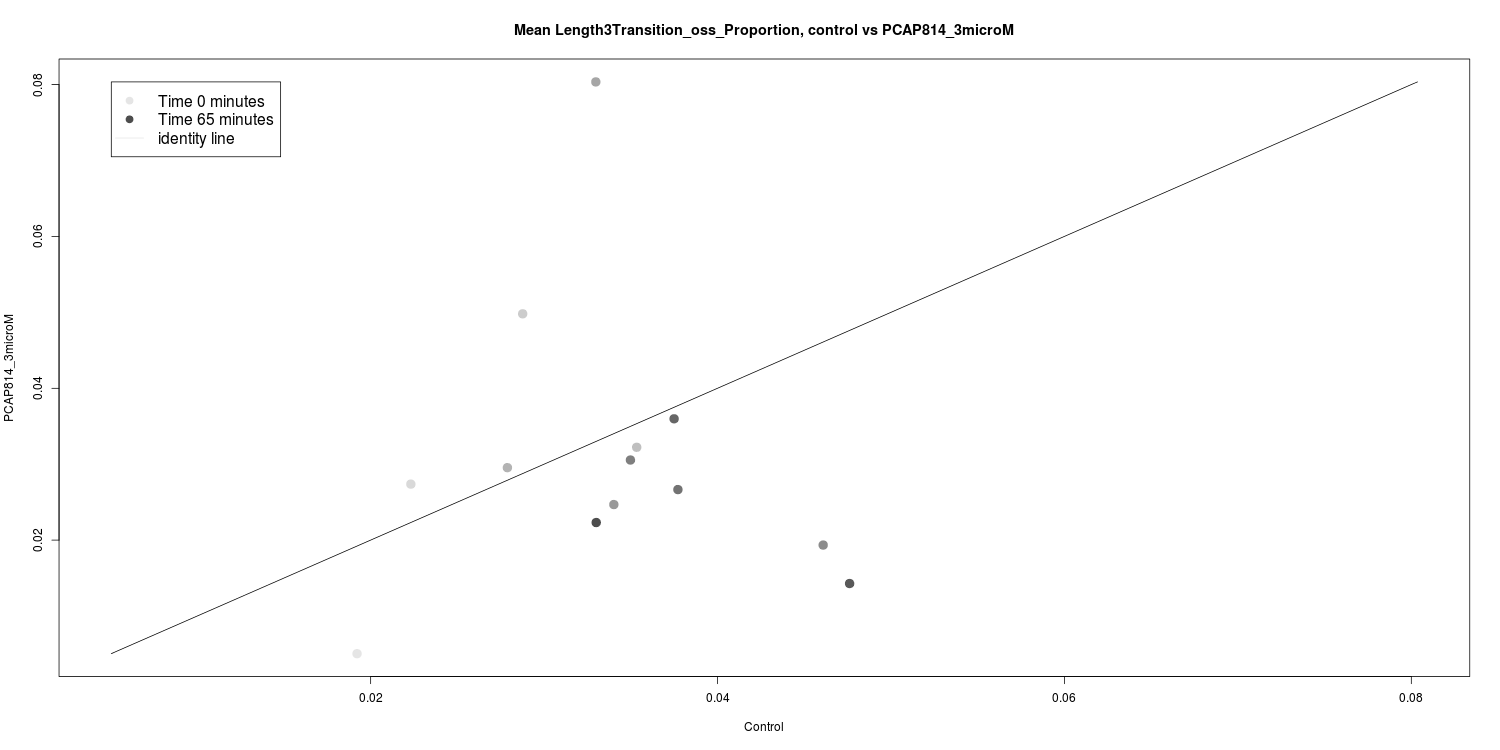 Mean Length3Transition_oss_Proportion, control vs PCAP814_3microM
Time 0 minutes
Time 65 minutes
identity line
PCAP814_3microM
0.08
0.06
0.04
0.02
0.02 0.04 0.06 0.08
Control